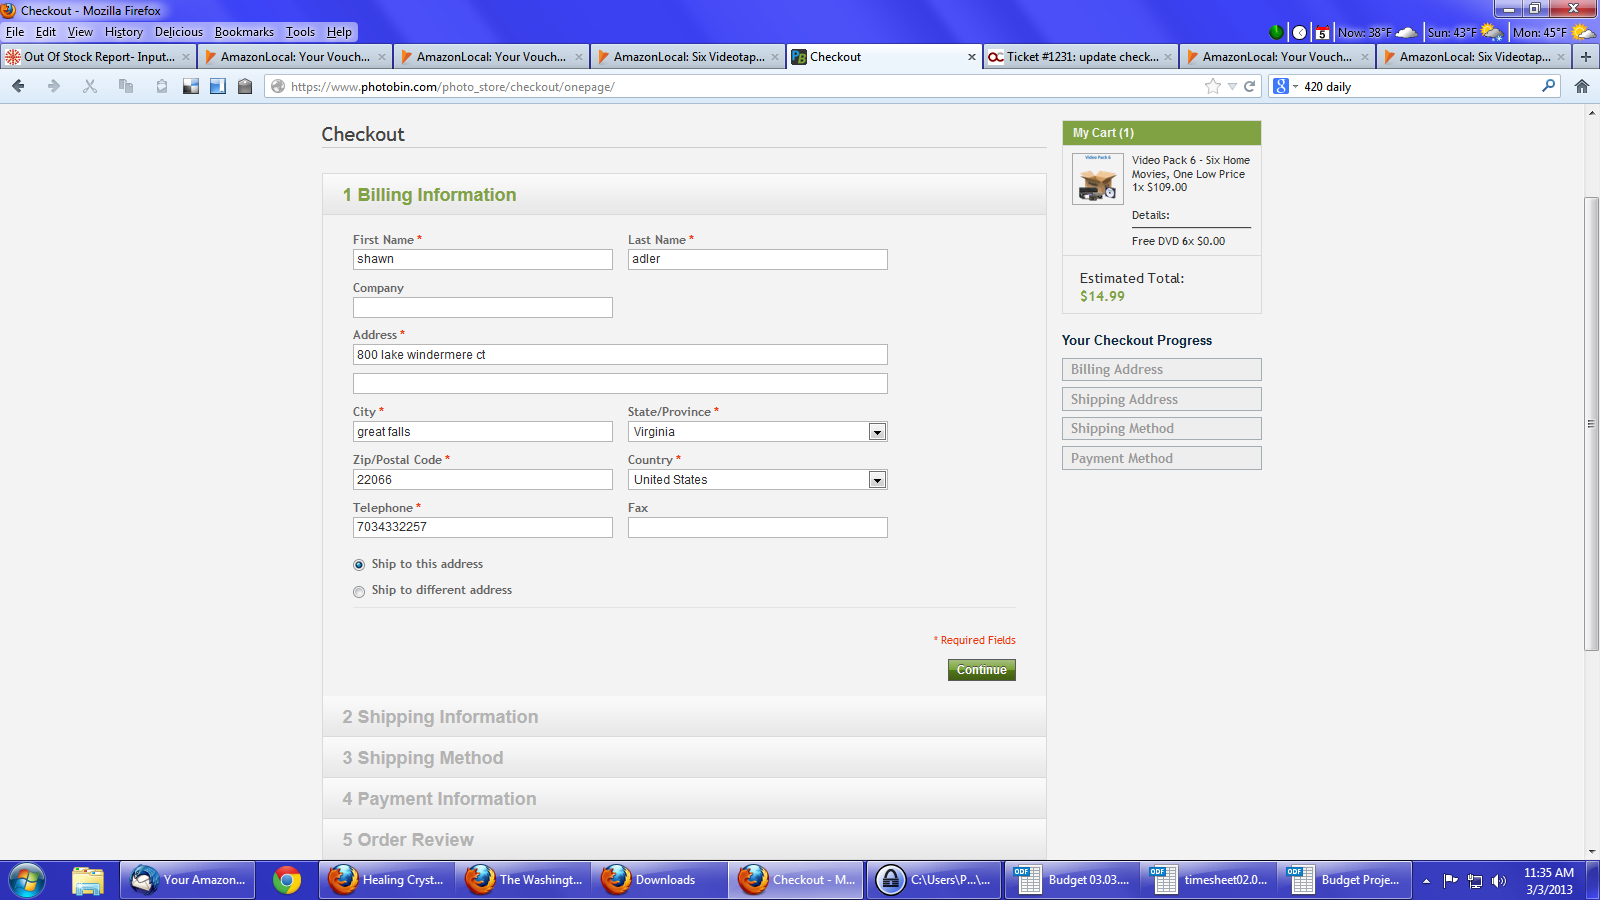 Checkout - Mozilla Firefox
File Edit View History Delicious Bookmarks Tools Help
5 Now: 38°F Sun: 43°F Mon: 45°F
Out Of Stock Report- Input...
AmazonLocal: Your Vouch...
AmazonLocal: Your Vouch...
AmazonLocal: Six Videotap...
Checkout
Ticket #1231: update check...
AmazonLocal: Your Vouch...
AmazonLocal: Six Videotap...
https://www.photobin.com/photo_store/checkout/onepage/
420 daily
Checkout
1 Billing Information
First Name *
Last Name *
shawn
adler
Company
Address *
800 lake windermere ct
City *
State/Province *
great falls
Virginia
Zip/Postal Code *
Country *
22066
United States
Telephone *
Fax
7034332257
Ship to this address
Ship to different address
* Required Fields
Continue
2 Shipping Information
3 Shipping Method
4 Payment Information
5 Order Review
My Cart (1)
Video Pack 6
Video Pack 6 - Six Home
Movies, One Low Price
1x $109.00
Details:
Free DVD 6x $0.00
Estimated Total:
$14.99
Your Checkout Progress
Billing Address
Shipping Address
Shipping Method
Payment Method
Your Amazon...
Healing Cryst...
The Washingt...
Downloads
Checkout - M...
C:\Users\P...\...
ODF Budget 03.03....
ODF timesheet02.0...
ODF Budget Proje...
11:35 AM
3/3/2013